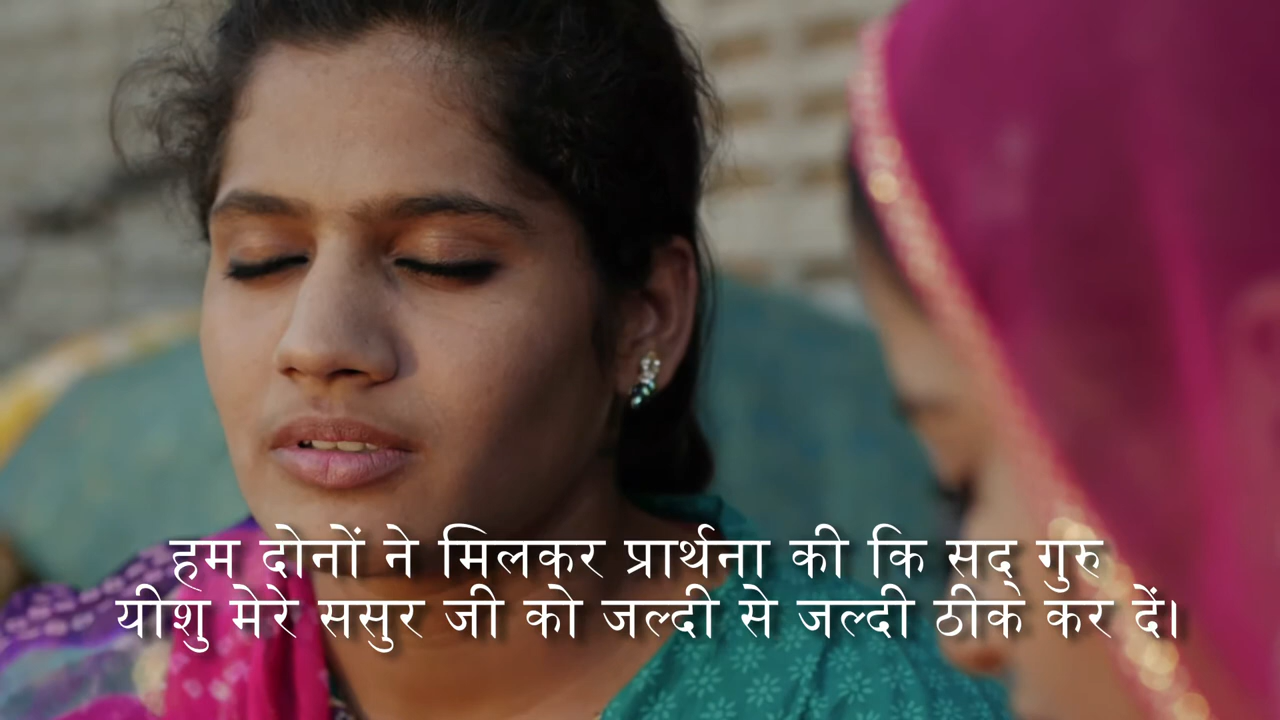 हम दोनों ने मिलकर प्रार्थना की कि सद् गुरु
यीशु मेरे ससुर जी को जल्दी से जल्दी ठीक कर दें।